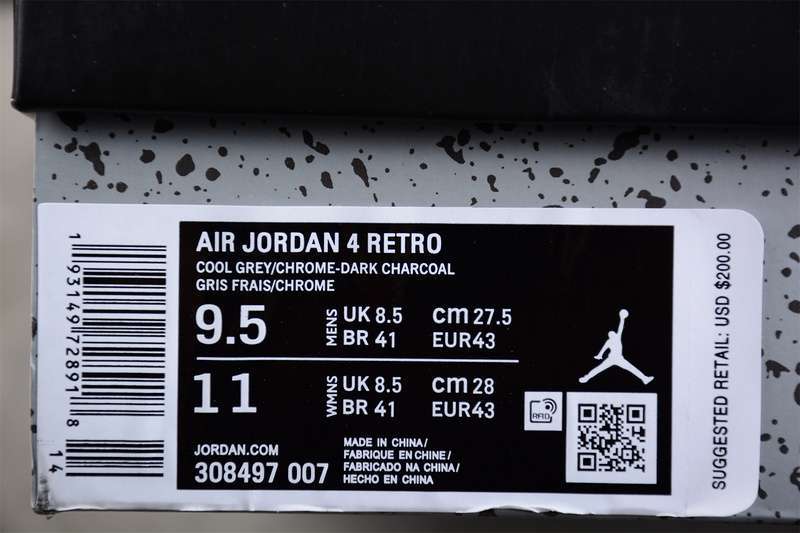 AIR JORDAN 4 RETRO
COOL GREY/CHROME-DARK CHARCOAL
GRIS FRAIS/CHROME
9.5 MENS UK 8.5 cm 27.5
BR 41 EUR43
11 WMNS UK 8.5 cm 28
BR 41 EUR43
RFID
JORDAN.COM
308497 007
MADE IN CHINA/
FABRIQUE EN CHINE/
FABRICADO NA CHINA/
HECHO EN CHINA
1 93149 72891 8
14
SUGGESTED RETAIL: USD $200.00